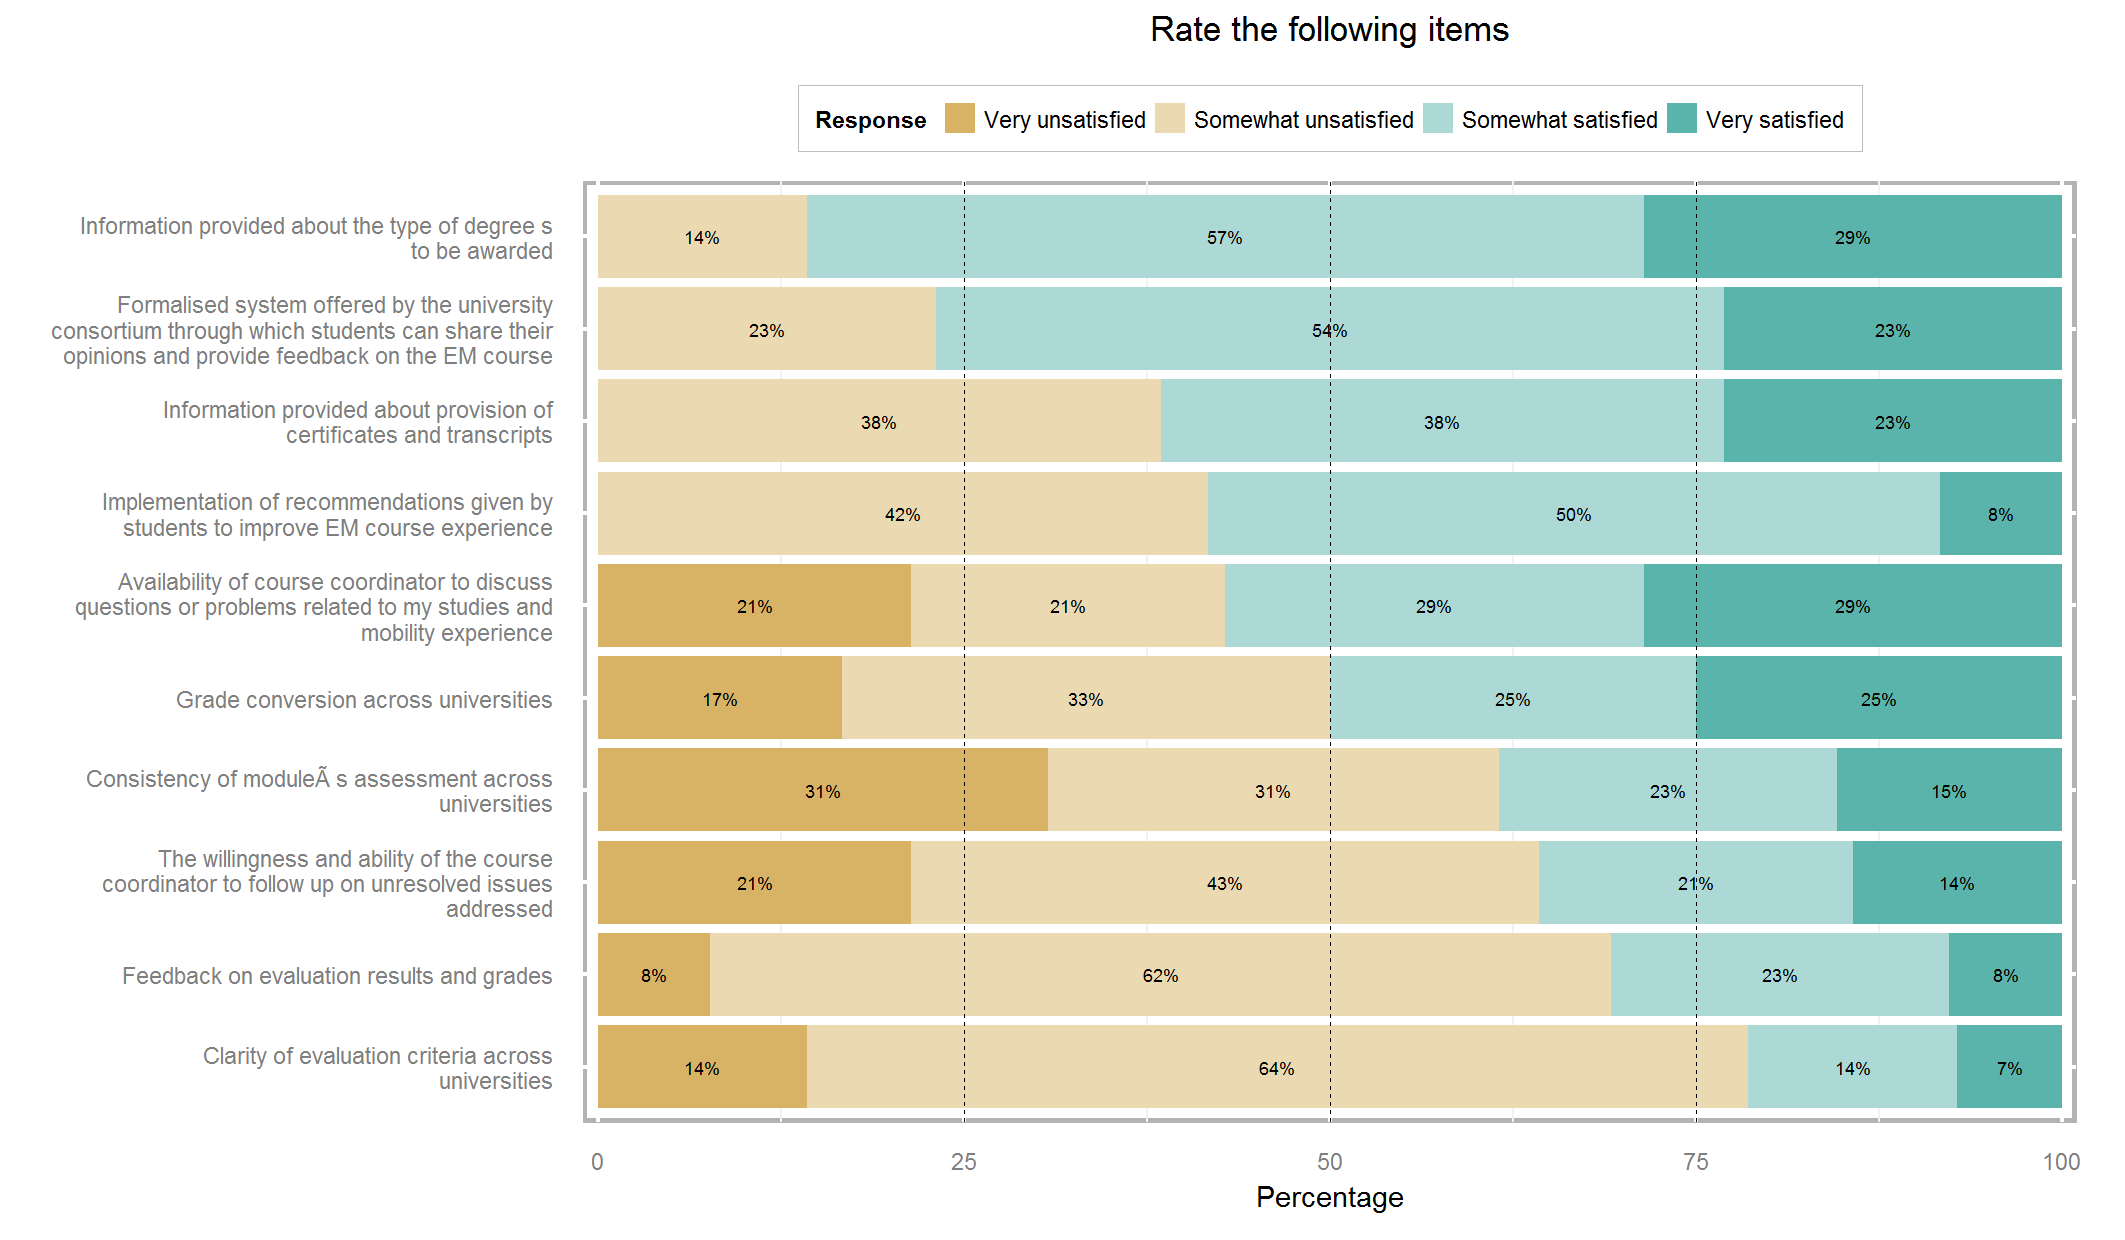 Rate the following items
Response Very unsatisfied Somewhat unsatisfied Somewhat satisfied Very satisfied
Information provided about the type of degree s
to be awarded
14% 57% 29%
Formalised system offered by the university
consortium through which students can share their
opinions and provide feedback on the EM course
23% 54% 23%
Information provided about provision of
certificates and transcripts
38% 38% 23%
Implementation of recommendations given by
students to improve EM course experience
42% 50% 8%
Availability of course coordinator to discuss
questions or problems related to my studies and
mobility experience
21% 21% 29% 29%
Grade conversion across universities
17% 33% 25% 25%
Consistency of moduleÃ s assessment across
universities
31% 31% 23% 15%
The willingness and ability of the course
coordinator to follow up on unresolved issues
addressed
21% 43% 21% 14%
Feedback on evaluation results and grades
8% 62% 23% 8%
Clarity of evaluation criteria across
universities
14% 64% 14% 7%
0 25 50 75 100
Percentage